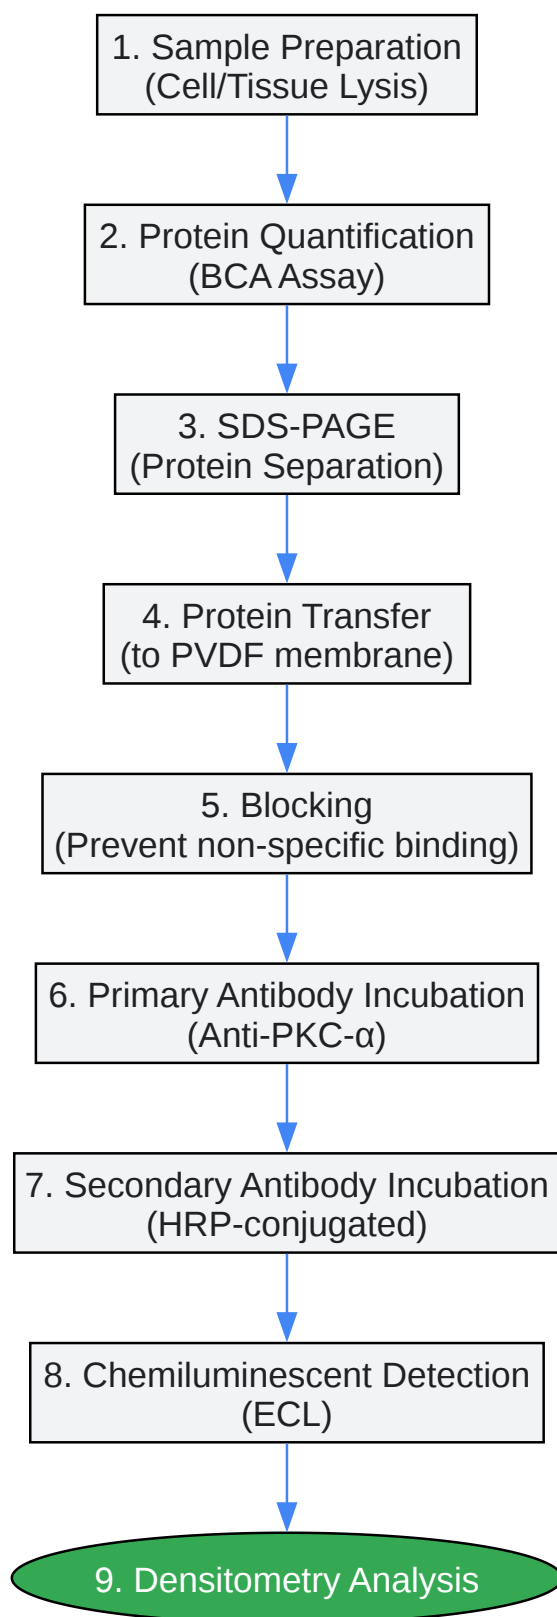 1. Sample Preparation
(Cell/Tissue Lysis)
2. Protein Quantification
(BCA Assay)
3. SDS-PAGE
(Protein Separation)
4. Protein Transfer
(to PVDF membrane)
5. Blocking
(Prevent non-specific binding)
6. Primary Antibody Incubation
(Anti-PKC-α)
7. Secondary Antibody Incubation
(HRP-conjugated)
8. Chemiluminescent Detection
(ECL)
9. Densitometry Analysis